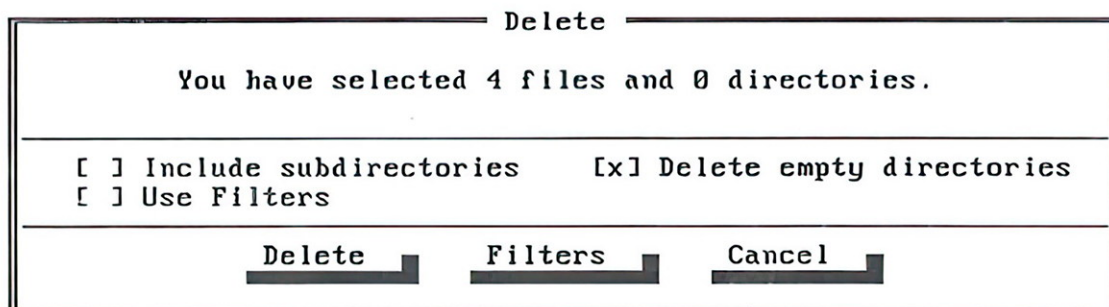 Delete
You have selected 4 files and 0 directories.
[ ] Include subdirectories [x] Delete empty directories
[ ] Use Filters
Delete Filters Cancel